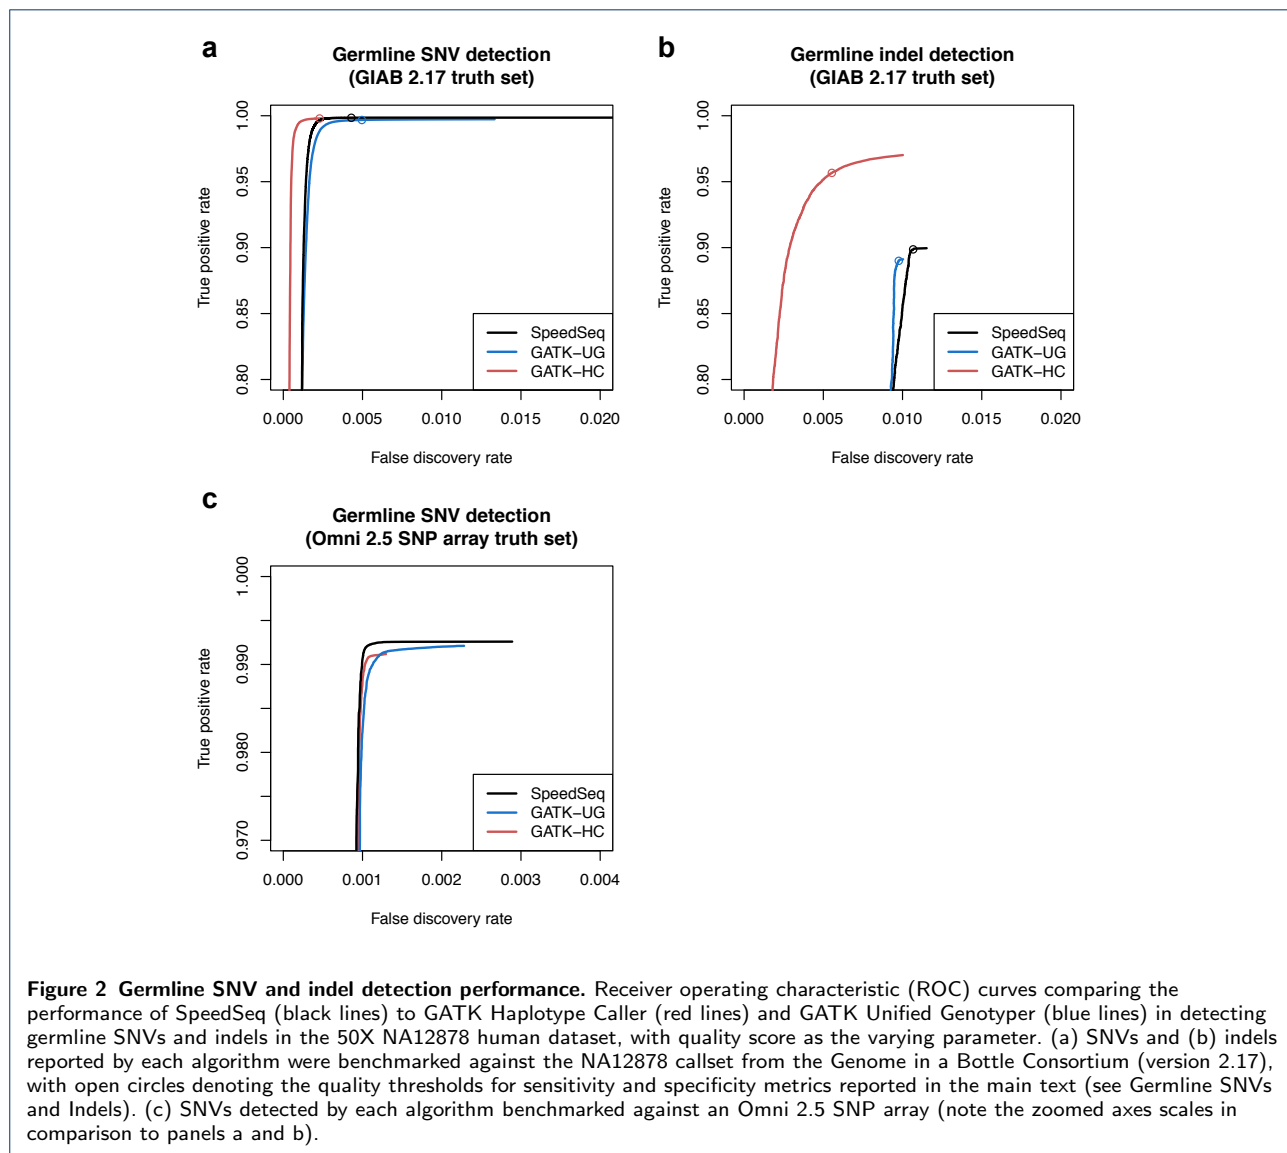 a
Germline SNV detection
(GIAB 2.17 truth set)
True positive rate
1.00
0.95
0.90
0.85
0.80
SpeedSeq
GATK−UG
GATK−HC
0.000 0.005 0.010 0.015 0.020
False discovery rate
b
Germline indel detection
(GIAB 2.17 truth set)
True positive rate
1.00
0.95
0.90
0.85
0.80
SpeedSeq
GATK−UG
GATK−HC
0.000 0.005 0.010 0.015 0.020
False discovery rate
c
Germline SNV detection
(Omni 2.5 SNP array truth set)
True positive rate
1.000
0.990
0.980
0.970
SpeedSeq
GATK−UG
GATK−HC
0.000 0.001 0.002 0.003 0.004
False discovery rate
Figure 2 Germline SNV and indel detection performance. Receiver operating characteristic (ROC) curves comparing the
performance of SpeedSeq (black lines) to GATK Haplotype Caller (red lines) and GATK Unified Genotyper (blue lines) in detecting
germline SNVs and indels in the 50X NA12878 human dataset, with quality score as the varying parameter. (a) SNVs and (b) indels
reported by each algorithm were benchmarked against the NA12878 callset from the Genome in a Bottle Consortium (version 2.17),
with open circles denoting the quality thresholds for sensitivity and specificity metrics reported in the main text (see Germline SNVs
and Indels). (c) SNVs detected by each algorithm benchmarked against an Omni 2.5 SNP array (note the zoomed axes scales in
comparison to panels a and b).